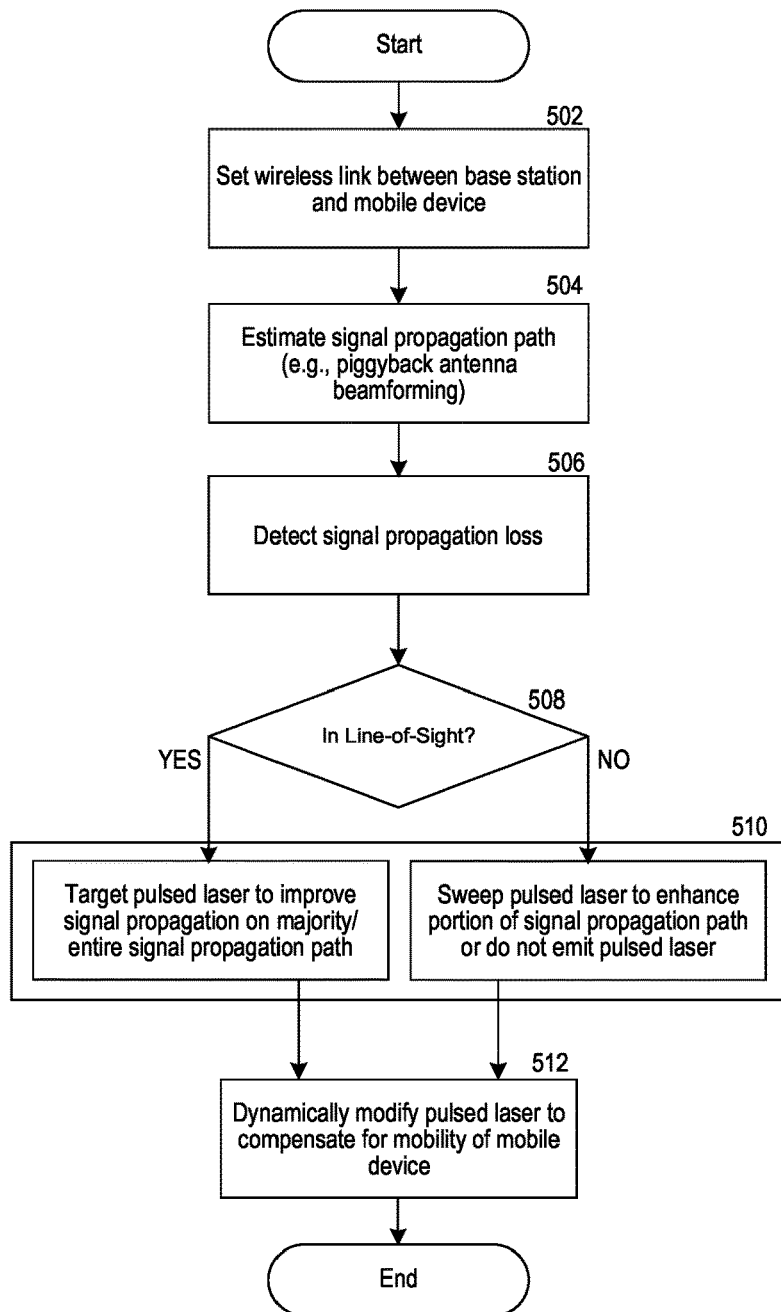 Start
502
Set wireless link between base station
and mobile device
504
Estimate signal propagation path
(e.g., piggyback antenna
beamforming)
506
Detect signal propagation loss
508
In Line-of-Sight?
YES
NO
510
Target pulsed laser to improve
signal propagation on majority/
entire signal propagation path
Sweep pulsed laser to enhance
portion of signal propagation path
or do not emit pulsed laser
512
Dynamically modify pulsed laser to
compensate for mobility of mobile
device
End